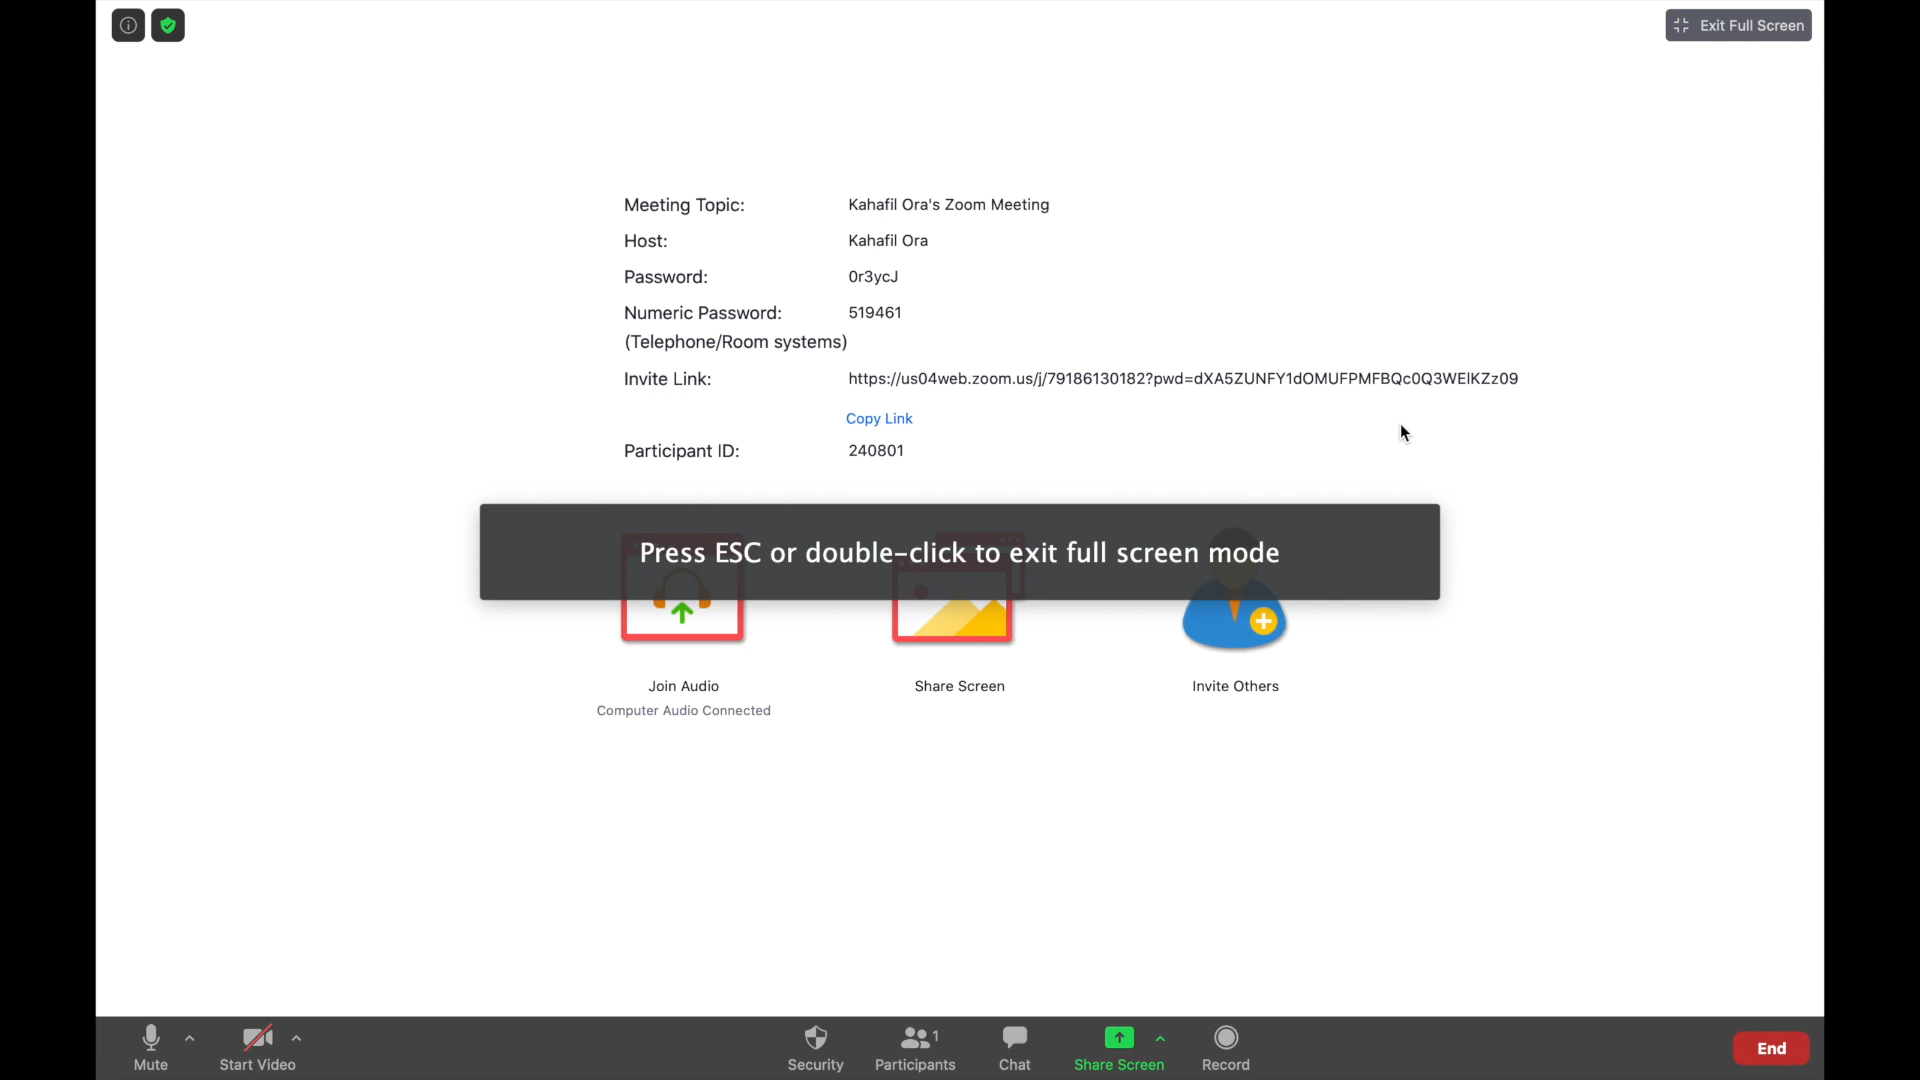 Exit Full Screen
Meeting Topic: Kahafil Ora's Zoom Meeting
Host: Kahafil Ora
Password: 0r3ycJ
Numeric Password: 519461
(Telephone/Room systems)
Invite Link: https://us04web.zoom.us/j/79186130182?pwd=dXA5ZUNFY1dOMUFPMFBQc0Q3WElKZz09
Copy Link
Participant ID: 240801
Press ESC or double-click to exit full screen mode
Join Audio Share Screen Invite Others
Computer Audio Connected
1
Mute Start Video Security Participants Chat Share Screen Record End